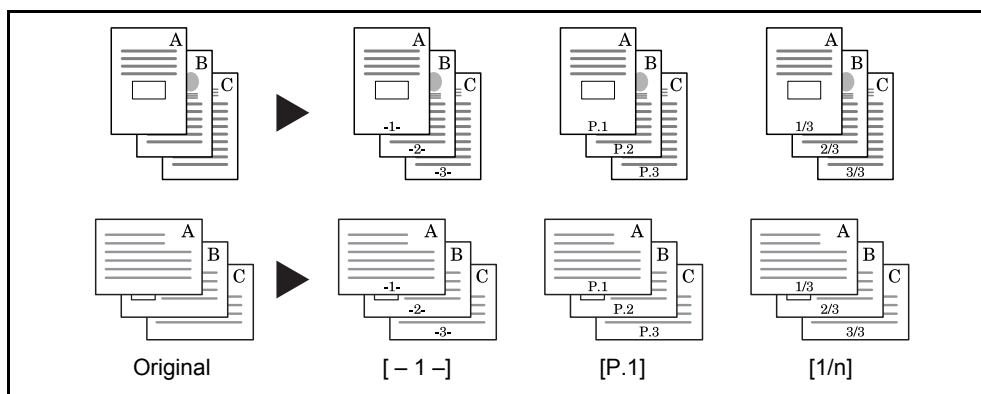 A A A A
B B B B
C C C C
-1- P.1 1/3
-2- P.2 2/3
-3- P.3 3/3
A A A A
B B B B
C C C C
-1- P.1 1/3
-2- P.2 2/3
-3- P.3 3/3
Original [ – 1 –] [P.1] [1/n]